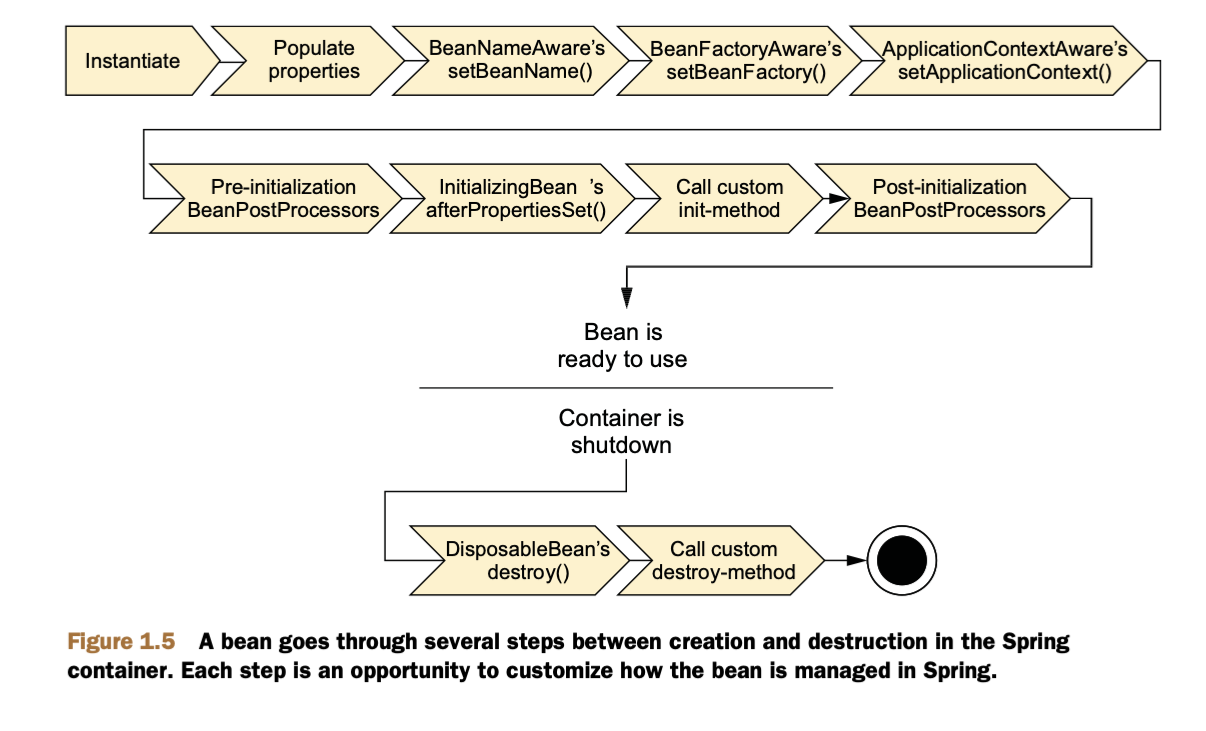 Instantiate
Populate
properties
BeanNameAware’s
setBeanName()
BeanFactoryAware’s
setBeanFactory()
ApplicationContextAware’s
setApplicationContext()
Pre-initialization
BeanPostProcessors
InitializingBean ’s
afterPropertiesSet()
Call custom
init-method
Post-initialization
BeanPostProcessors
Bean is
ready to use
Container is
shutdown
DisposableBean’s
destroy()
Call custom
destroy-method
Figure 1.5 A bean goes through several steps between creation and destruction in the Spring
container. Each step is an opportunity to customize how the bean is managed in Spring.